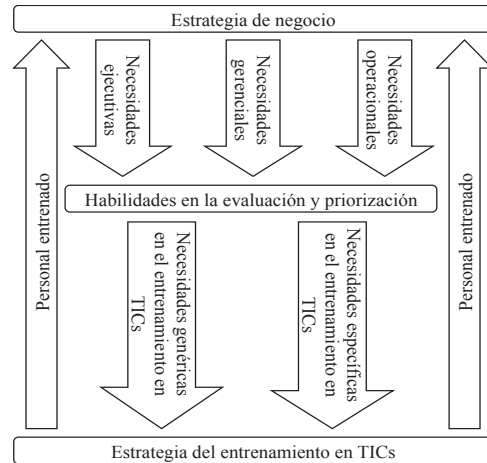 Estrategia de negocio
Necesidades
ejecutivas
Necesidades
gerenciales
Necesidades
operacionales
Personal entrenado
Personal entrenado
Habilidades en la evaluación y priorización
Necesidades genéricas
en el entrenamiento en
TICs
Necesidades específicas
en el entrenamiento en
TICs
Estrategia del entrenamiento en TICs